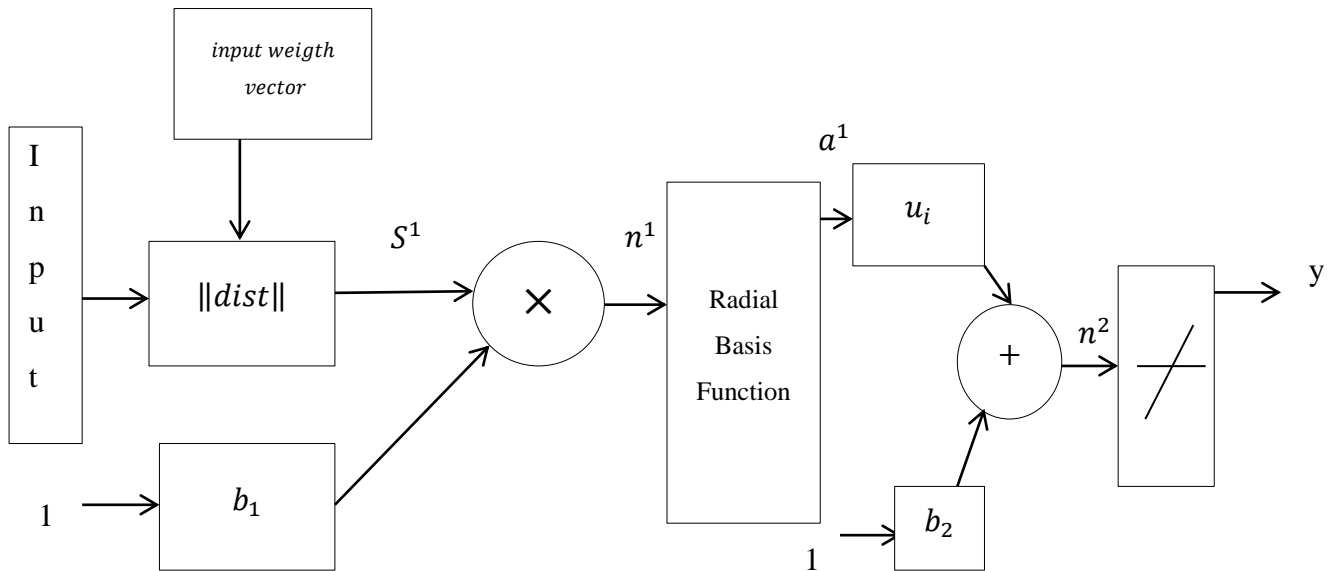 input weigth
vector
I
n
p
u
t
‖dist‖
S¹
×
n¹
1
b₁
Radial
Basis
Function
a¹
uᵢ
+
1
b₂
n²
y